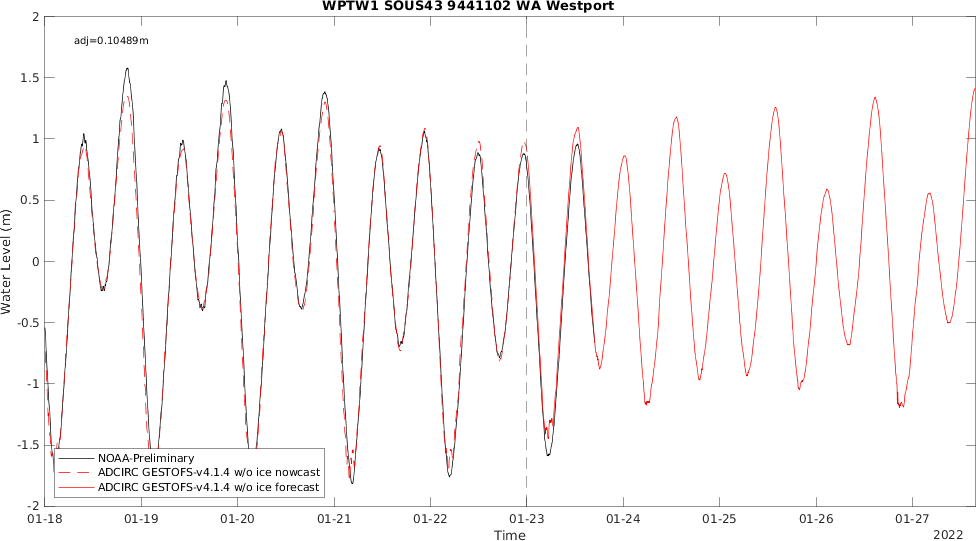 WPTW1 SOUS43 9441102 WA Westport
adj=0.10489m
2
1.5
1
0.5
0
-0.5
-1
-1.5
-2
Water Level (m)
NOAA-Preliminary
ADCIRC GESTOFS-v4.1.4 w/o ice nowcast
ADCIRC GESTOFS-v4.1.4 w/o ice forecast
01-18 01-19 01-20 01-21 01-22 01-23 01-24 01-25 01-26 01-27
Time
2022